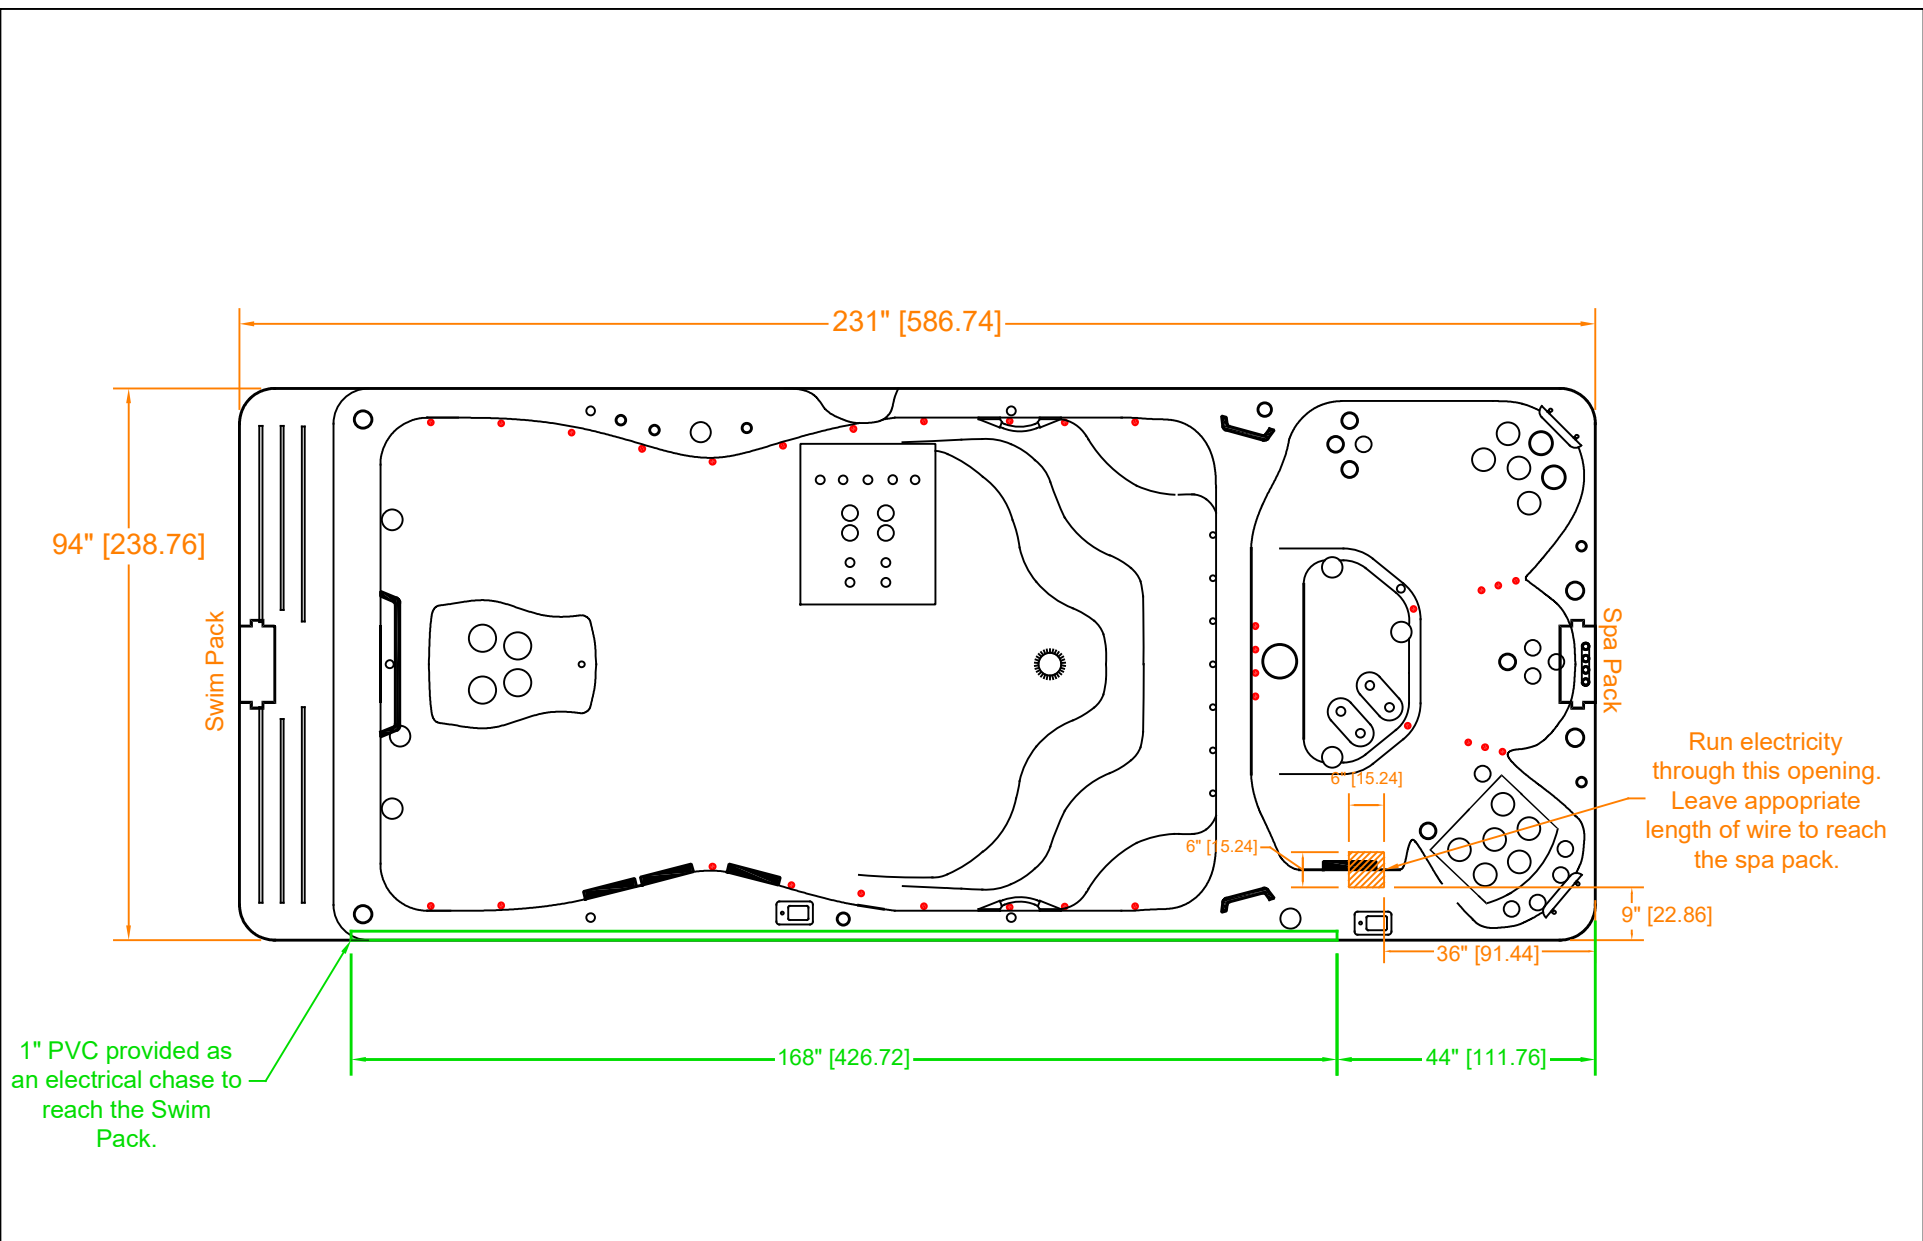 231" [586.74]
94" [238.76]
Swim Pack
Spa Pack
Run electricity
through this opening.
Leave appopriate
length of wire to reach
the spa pack.
6" [15.24]
6" [15.24]
9" [22.86]
36" [91.44]
168" [426.72]
44" [111.76]
1" PVC provided as
an electrical chase to
reach the Swim
Pack.